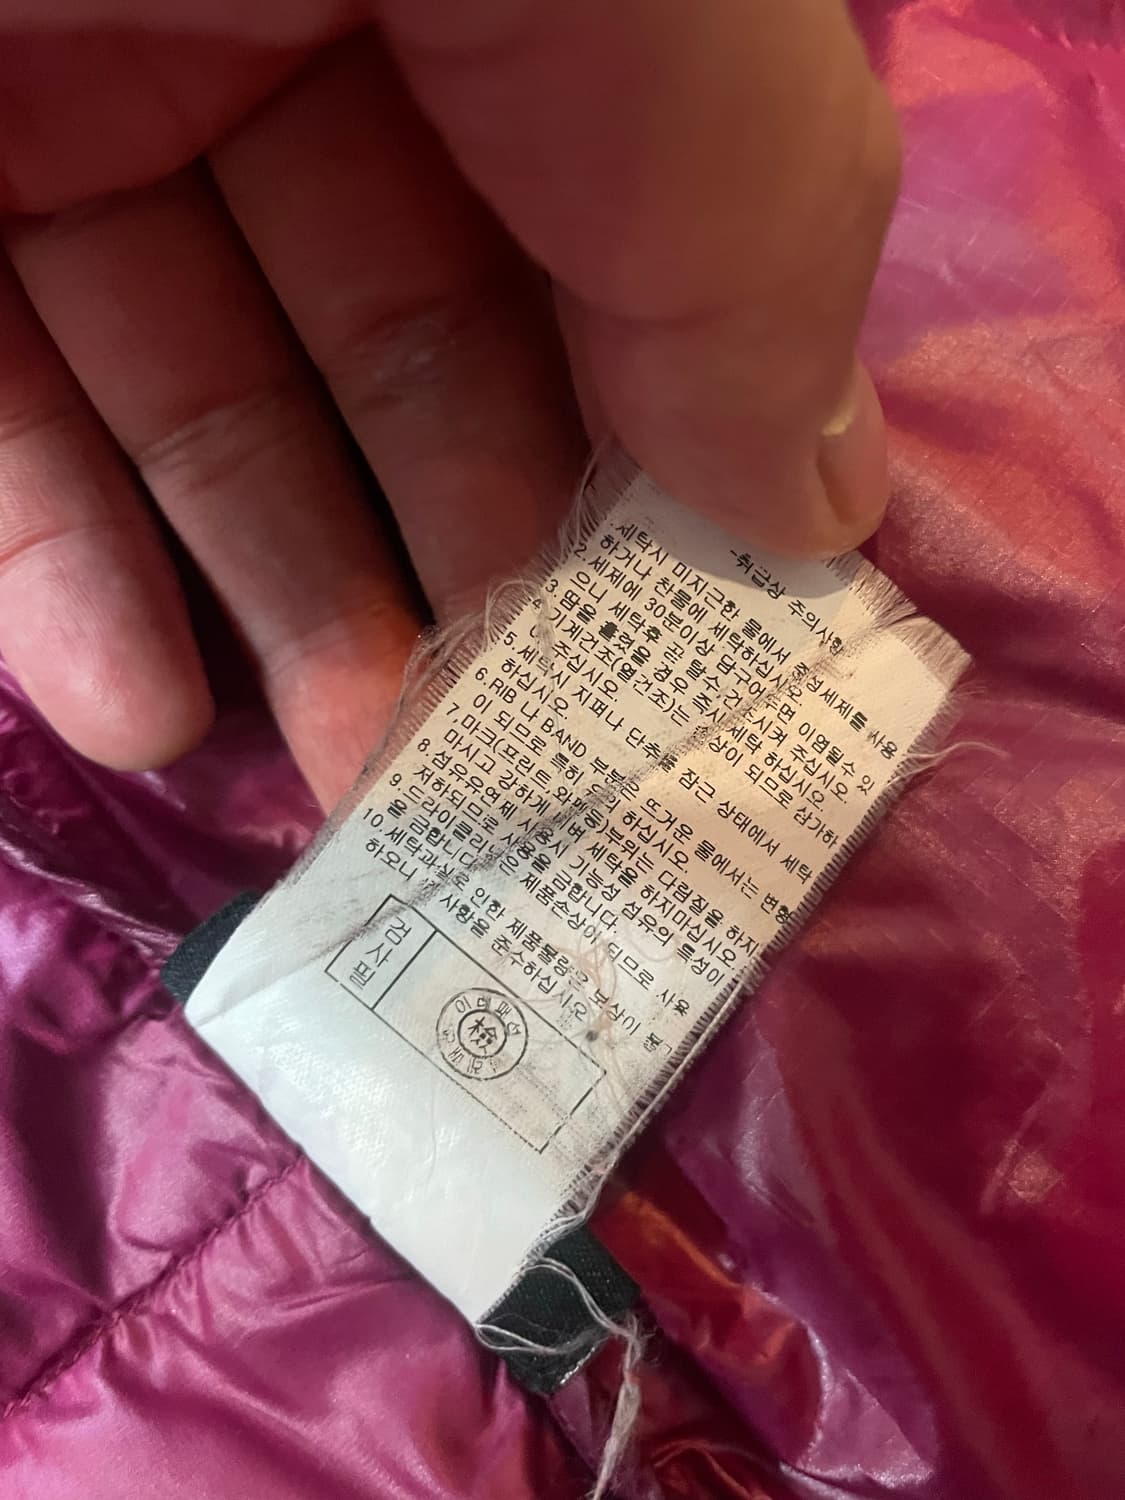 -취급상 주의사항
.세탁시 미지근한 물에서 중성세제를 사용
하거나 찬물에 세탁하십시오.
2.세제에 30분이상 담구어두면 이염될수 있
으니 세탁후 곧 탈수 건조시켜 주십시오.
3.땀을 흘렸을 경우 즉시 세탁 하십시오.
4.기계건조(열건조)는 상이 되므로 삼가하
여 주십시오
5.세탁시 지퍼나 단추를 잠근 상태에서 세탁
하십시오.
6.RIB 나 BAND 부분은 뜨거운 물에서는 변형
이 되므로 특히 유의 하십시오.
7.마크(프린트 와펜등)부위는 다림질을 하지
마시고 강하게 비벼 세탁을 하지마십시오.
8.섬유유연제 사용시 기능성 섬유의 특성이
저하되므로 사용을 금합니다.
9.드라이클리닝은 제품손상이 되므로 사용
을 금합니다.
10.세탁과실로 인한 제품불량은 보상이 불
하오니 사항을 준수하십시오
검사필
檢